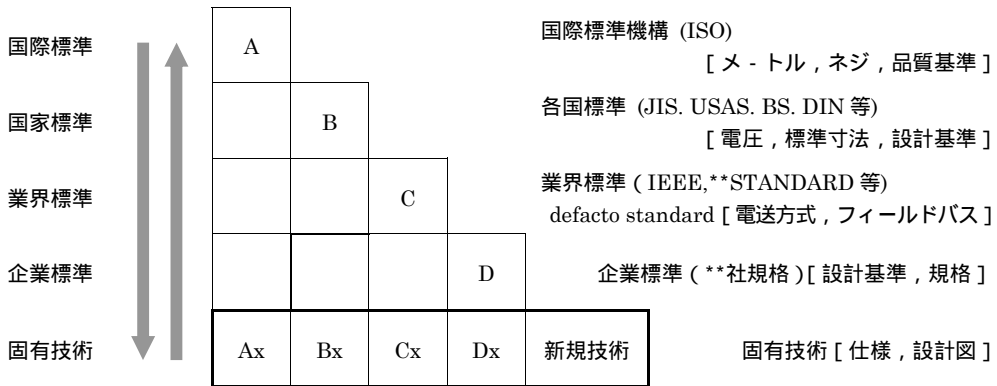 国際標準 A 国際標準機構 (ISO)
[ メ - トル , ネジ , 品質基準 ]
国家標準 B 各国標準 (JIS. USAS. BS. DIN 等)
[ 電圧 , 標準寸法 , 設計基準 ]
業界標準 C 業界標準 ( IEEE,**STANDARD 等)
defacto standard [ 電送方式 , フィールドバス ]
企業標準 D 企業標準 ( **社規格 ) [ 設計基準 , 規格 ]
固有技術 Ax Bx Cx Dx 新規技術 固有技術 [ 仕様 , 設計図 ]